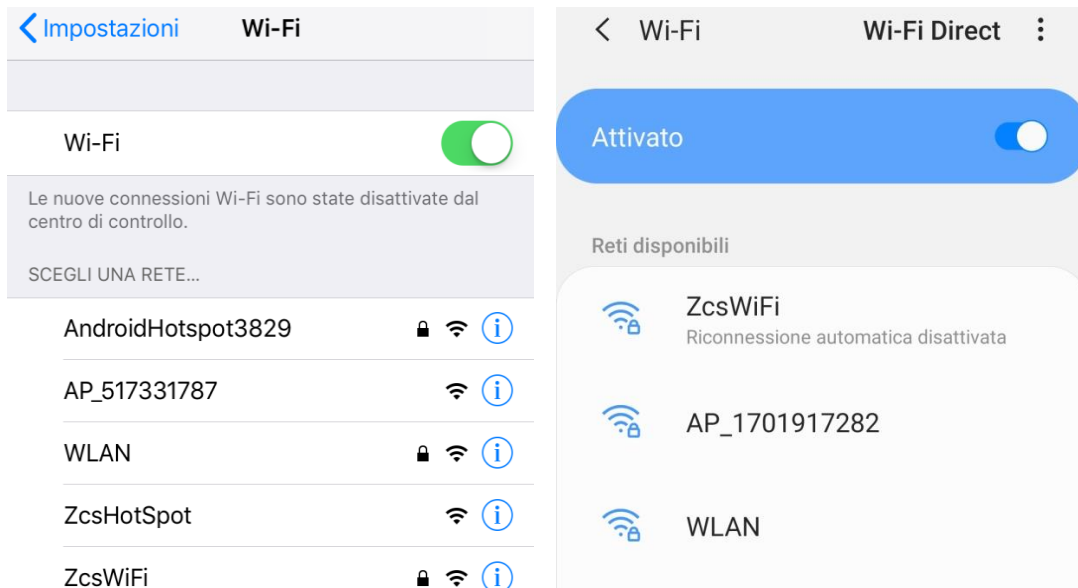 Impostazioni
Wi-Fi
Wi-Fi
Le nuove connessioni Wi-Fi sono state disattivate dal
centro di controllo.
SCEGLI UNA RETE...
AndroidHotspot3829
AP_517331787
WLAN
ZcsHotSpot
ZcsWiFi
Wi-Fi
Wi-Fi Direct
Attivato
Reti disponibili
ZcsWiFi
Riconnessione automatica disattivata
AP_1701917282
WLAN